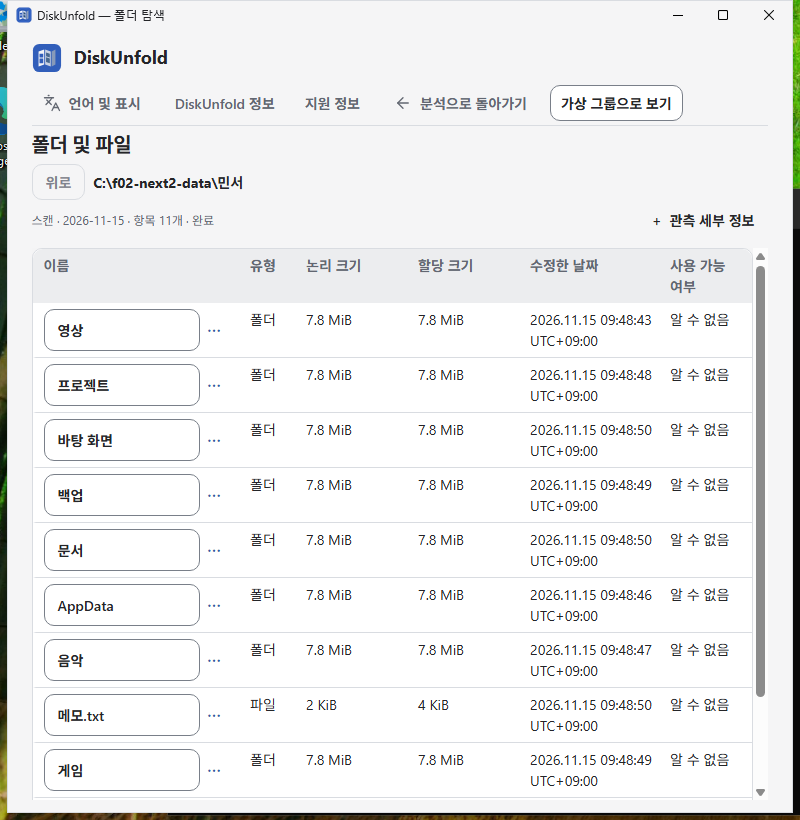 DiskUnfold — 폴더 탐색
DiskUnfold
언어 및 표시 DiskUnfold 정보 지원 정보 ← 분석으로 돌아가기 가상 그룹으로 보기
폴더 및 파일
위로 C:\f02-next2-data\민서
스캔 · 2026-11-15 · 항목 11개 · 완료 + 관측 세부 정보
이름 유형 논리 크기 할당 크기 수정한 날짜 사용 가능
여부
영상 ... 폴더 7.8 MiB 7.8 MiB 2026.11.15 09:48:43 알 수 없음
UTC+09:00
프로젝트 ... 폴더 7.8 MiB 7.8 MiB 2026.11.15 09:48:48 알 수 없음
UTC+09:00
바탕 화면 ... 폴더 7.8 MiB 7.8 MiB 2026.11.15 09:48:50 알 수 없음
UTC+09:00
백업 ... 폴더 7.8 MiB 7.8 MiB 2026.11.15 09:48:49 알 수 없음
UTC+09:00
문서 ... 폴더 7.8 MiB 7.8 MiB 2026.11.15 09:48:50 알 수 없음
UTC+09:00
AppData ... 폴더 7.8 MiB 7.8 MiB 2026.11.15 09:48:46 알 수 없음
UTC+09:00
음악 ... 폴더 7.8 MiB 7.8 MiB 2026.11.15 09:48:47 알 수 없음
UTC+09:00
메모.txt ... 파일 2 KiB 4 KiB 2026.11.15 09:48:50 알 수 없음
UTC+09:00
게임 ... 폴더 7.8 MiB 7.8 MiB 2026.11.15 09:48:49 알 수 없음
UTC+09:00